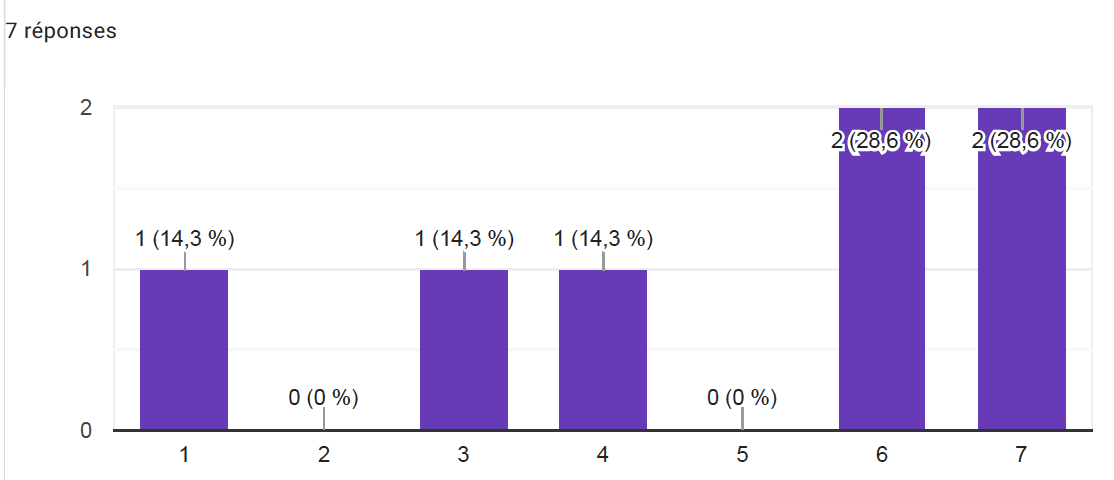 7 réponses
2
2 (28,6 %) 2 (28,6 %)
1 (14,3 %) 1 (14,3 %) 1 (14,3 %)
1
0 (0 %) 0 (0 %)
0
1 2 3 4 5 6 7